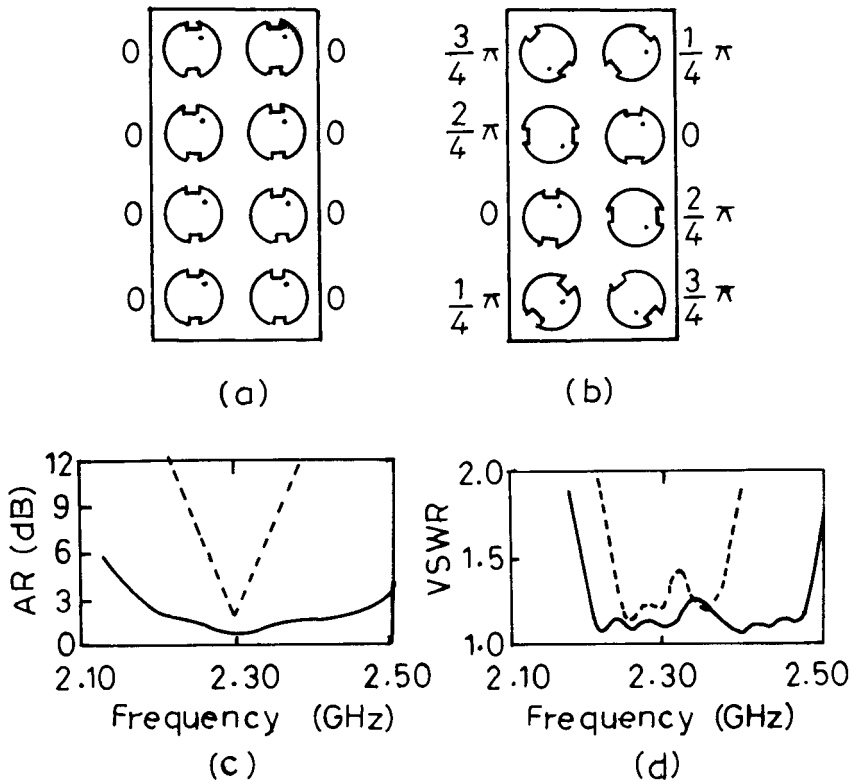 0 0
0 0
0 0
0 0
(a)
3/4 π 1/4 π
2/4 π 0
0 2/4 π
1/4 π 3/4 π
(b)
AR (dB)
12
9
6
3
0
2.10 2.30 2.50
Frequency (GHz)
(c)
VSWR
2.0
1.5
1.0
2.10 2.30 2.50
Frequency (GHz)
(d)